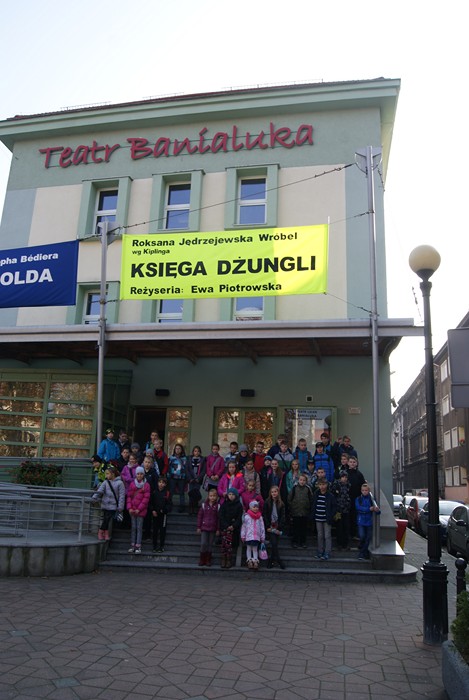 Teatr Banialuka
Roksana Jędrzejewska Wróbel
wg Kiplinga
KSIĘGA DŻUNGLI
Reżyseria: Ewa Piotrowska
pha Bédiera
OLDA